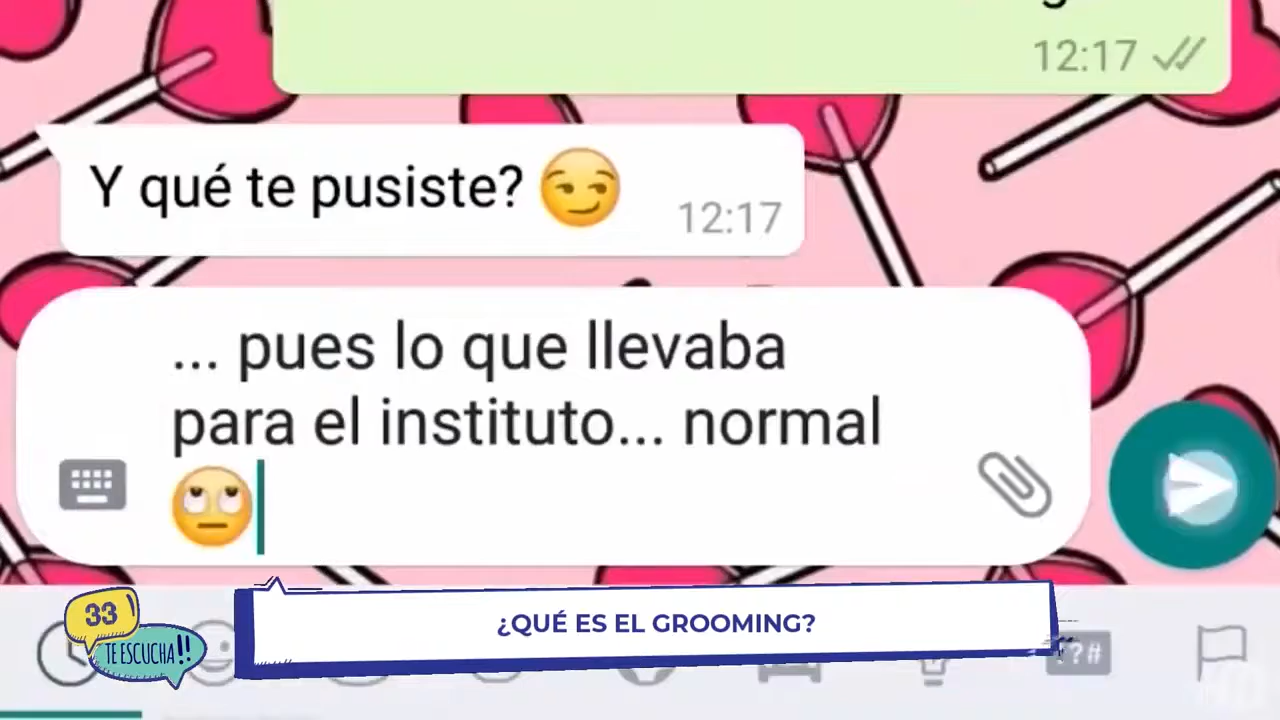 12:17
Y qué te pusiste? 😏
12:17
... pues lo que llevaba
para el instituto... normal
🙄
33
TE ESCUCHA!!
¿QUÉ ES EL GROOMING?
!?#